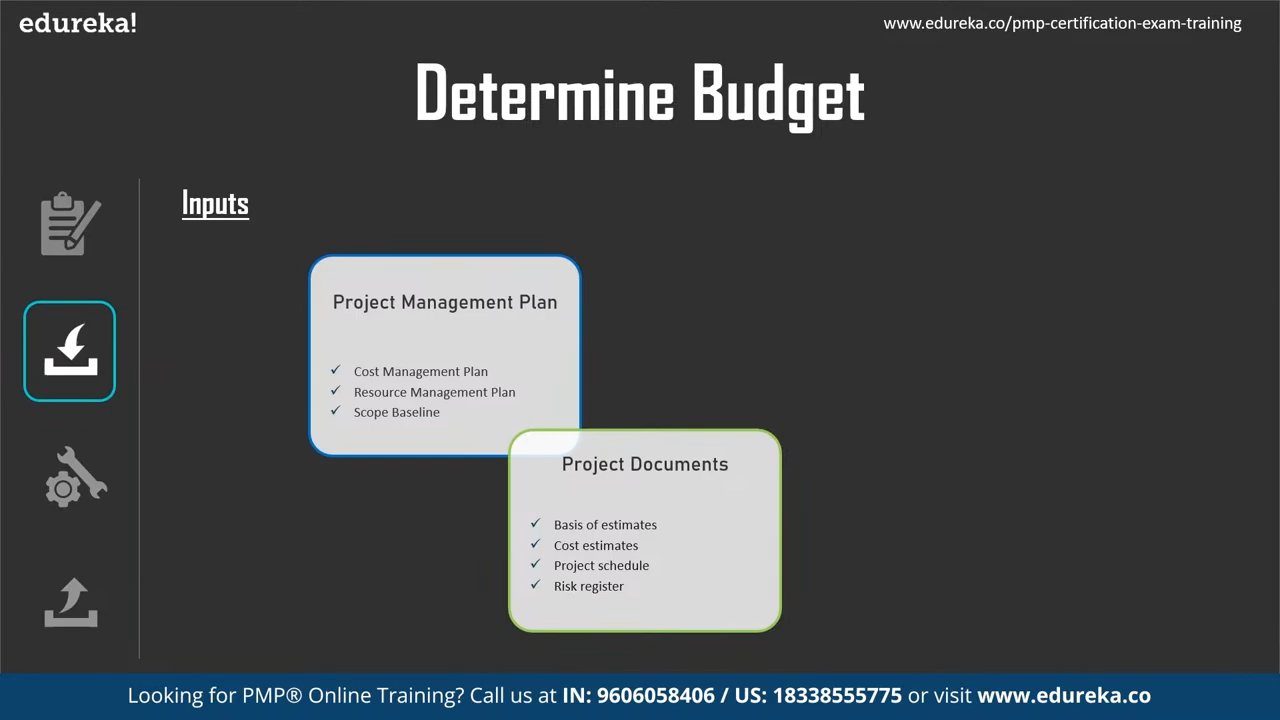 edureka!
www.edureka.co/pmp-certification-exam-training
Determine Budget
Inputs
Project Management Plan
✓ Cost Management Plan
✓ Resource Management Plan
✓ Scope Baseline
Project Documents
✓ Basis of estimates
✓ Cost estimates
✓ Project schedule
✓ Risk register
Looking for PMP® Online Training? Call us at IN: 9606058406 / US: 18338555775 or visit www.edureka.co